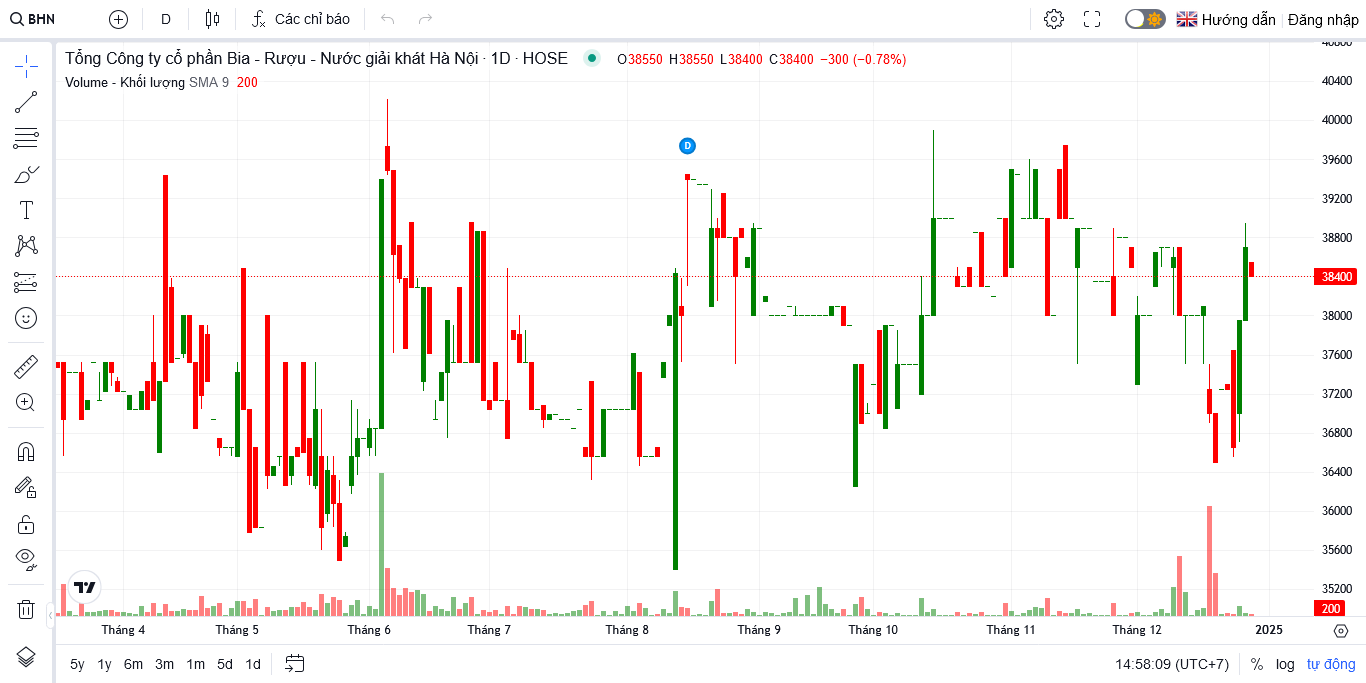 BHN D Các chỉ báo Hướng dẫn Đăng nhập
Tổng Công ty cổ phần Bia - Rượu - Nước giải khát Hà Nội · 1D · HOSE O38550 H38550 L38400 C38400 −300 (−0.78%)
Volume - Khối lượng SMA 9 200
D
40800
40400
40000
39600
39200
38800
38400
38000
37600
37200
36800
36400
36000
35600
35200
200
Tháng 4 Tháng 5 Tháng 6 Tháng 7 Tháng 8 Tháng 9 Tháng 10 Tháng 11 Tháng 12 2025
5y 1y 6m 3m 1m 5d 1d 14:58:09 (UTC+7) % log tự động